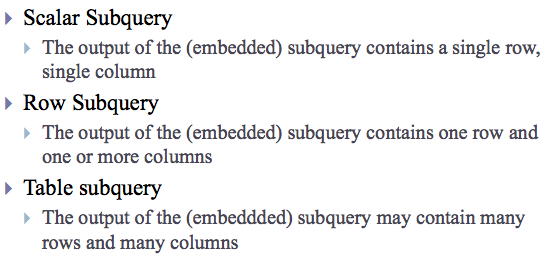 Scalar Subquery
The output of the (embedded) subquery contains a single row,
single column
Row Subquery
The output of the (embedded) subquery contains one row and
one or more columns
Table subquery
The output of the (embeddded) subquery may contain many
rows and many columns